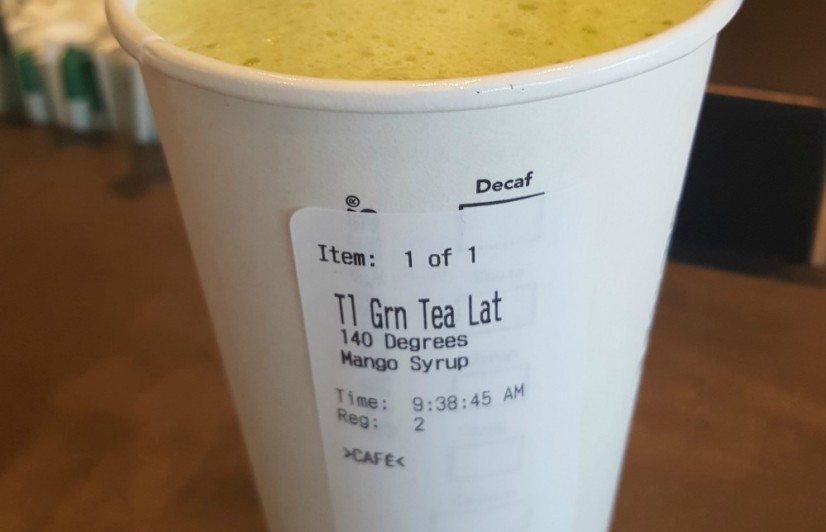 Decaf
Item: 1 of 1
Tl Grn Tea Lat
140 Degrees
Mango Syrup
Time: 9:38:45 AM
Reg: 2
>CAFE<